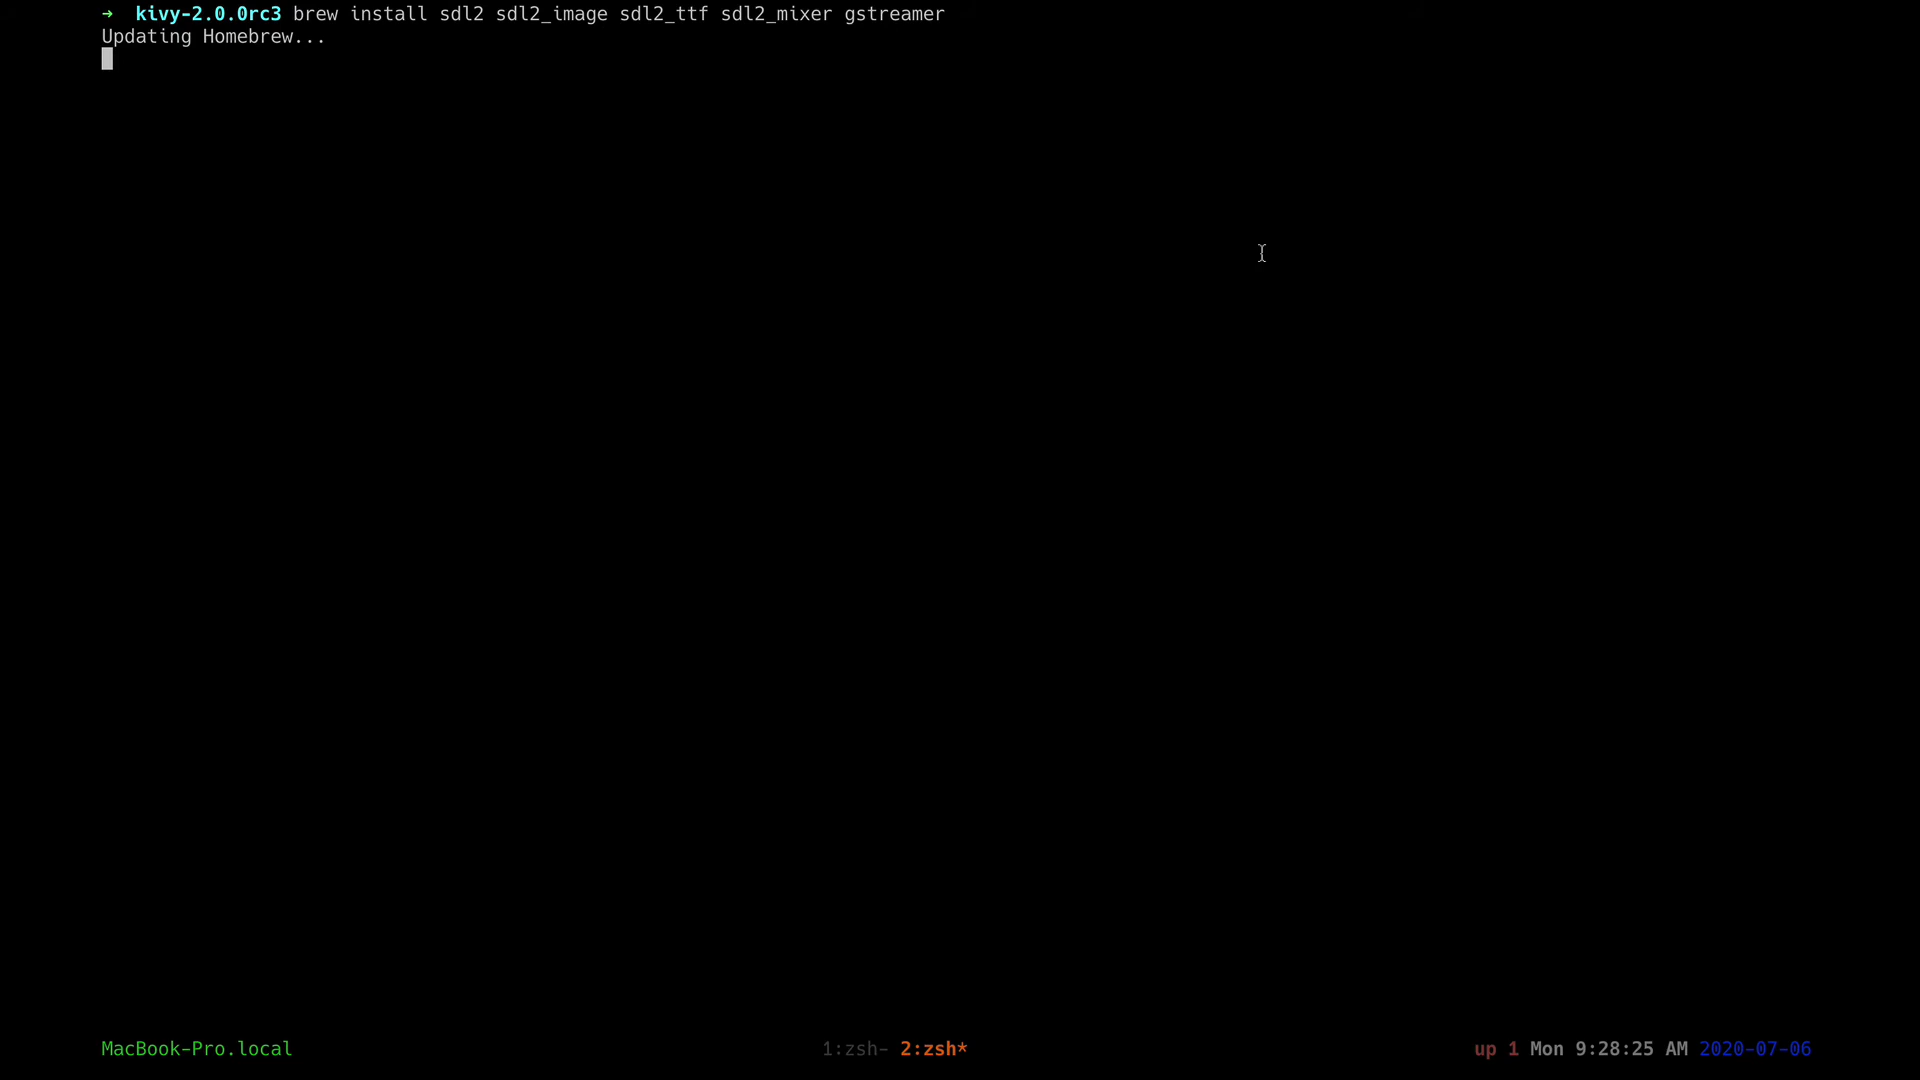 → kivy-2.0.0rc3 brew install sdl2 sdl2_image sdl2_ttf sdl2_mixer gstreamer
Updating Homebrew...
MacBook-Pro.local 1:zsh- 2:zsh* up 1 Mon 9:28:25 AM 2020-07-06